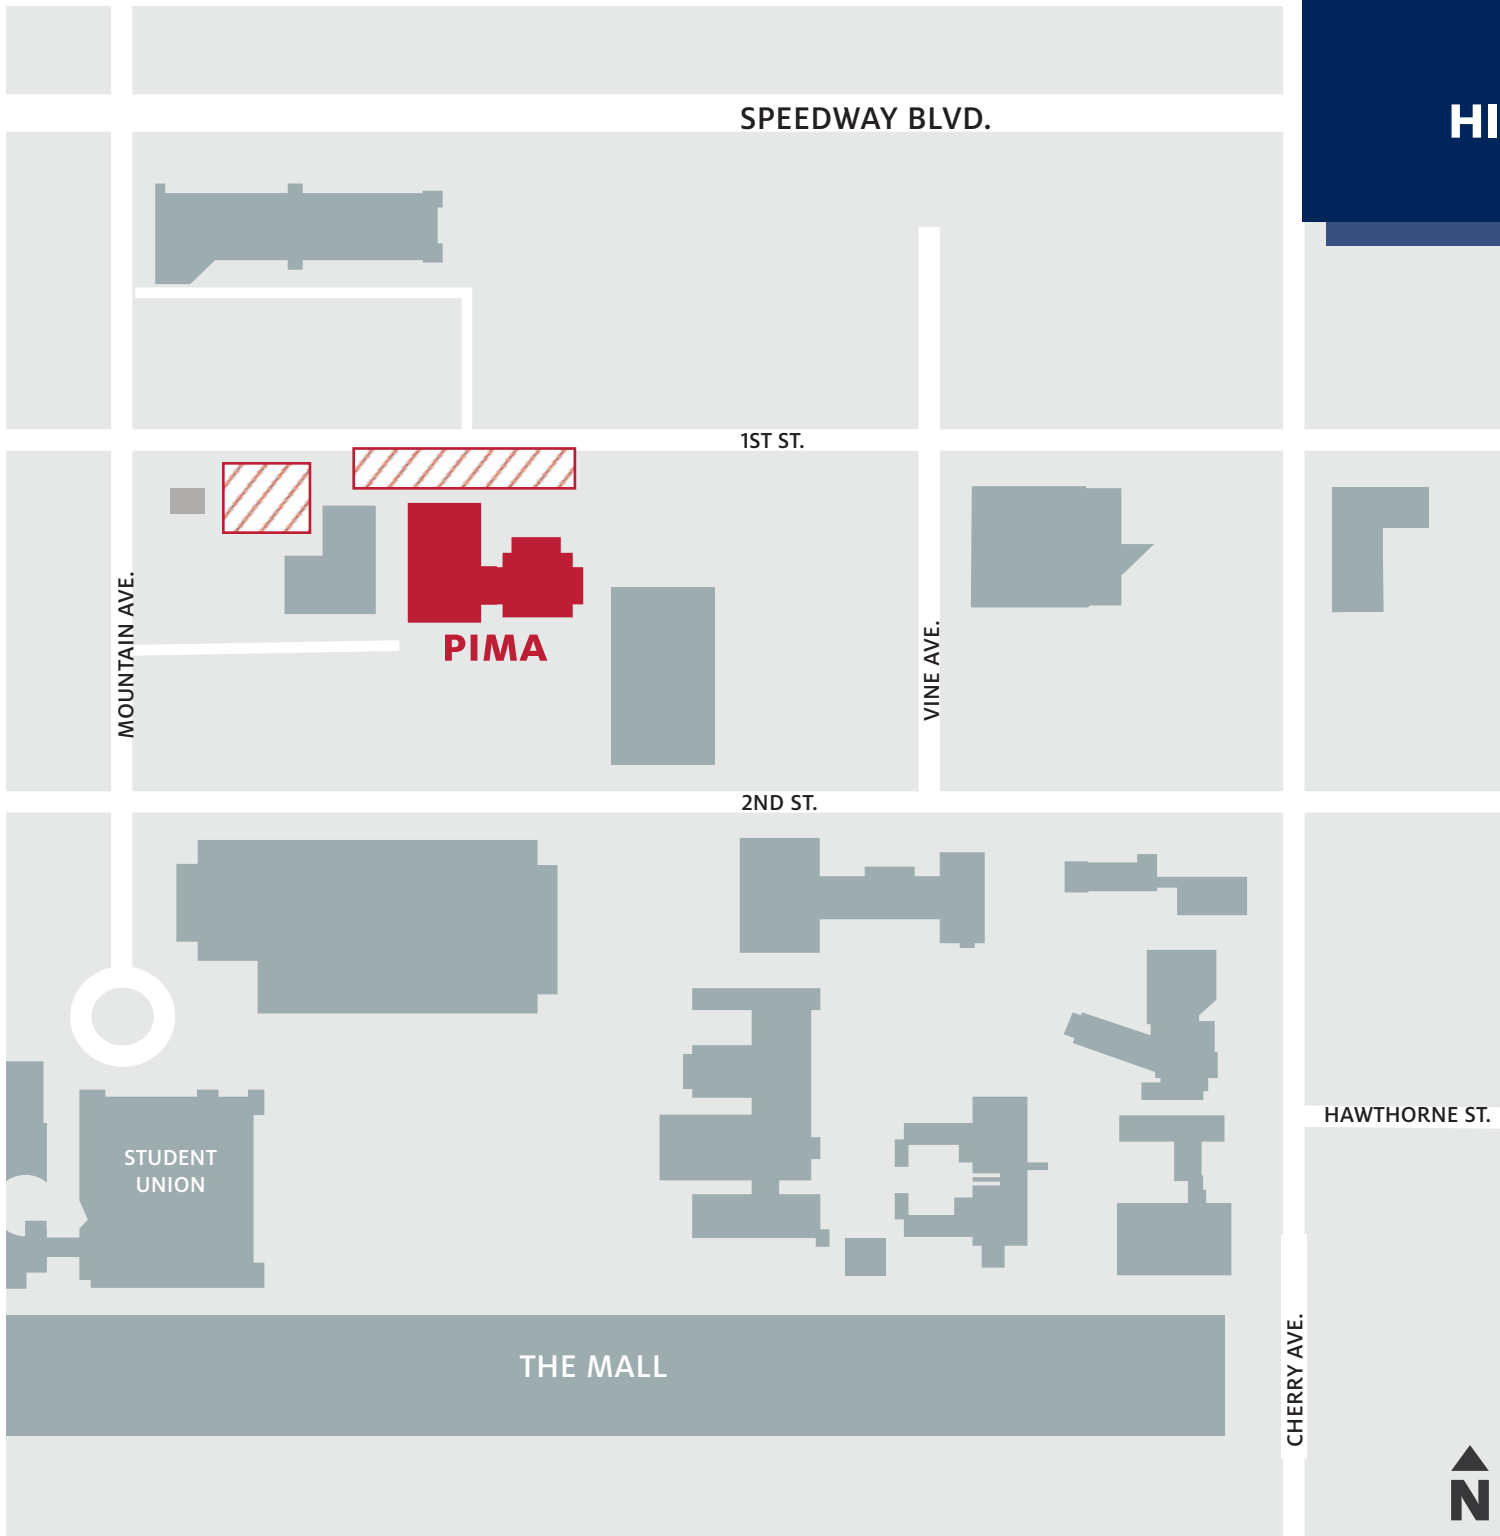 SPEEDWAY BLVD.
HI
1ST ST.
MOUNTAIN AVE.
PIMA
VINE AVE.
2ND ST.
HAWTHORNE ST.
STUDENT
UNION
THE MALL
CHERRY AVE.
N